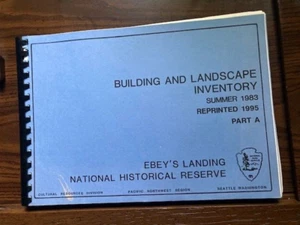 BUILDING AND LANDSCAPE
INVENTORY
SUMMER 1983
REPRINTED 1995
PART A
EBEY'S LANDING
NATIONAL HISTORICAL RESERVE
CULTURAL RESOURCES DIVISION PACIFIC NORTHWEST REGION SEATTLE WASHINGTON